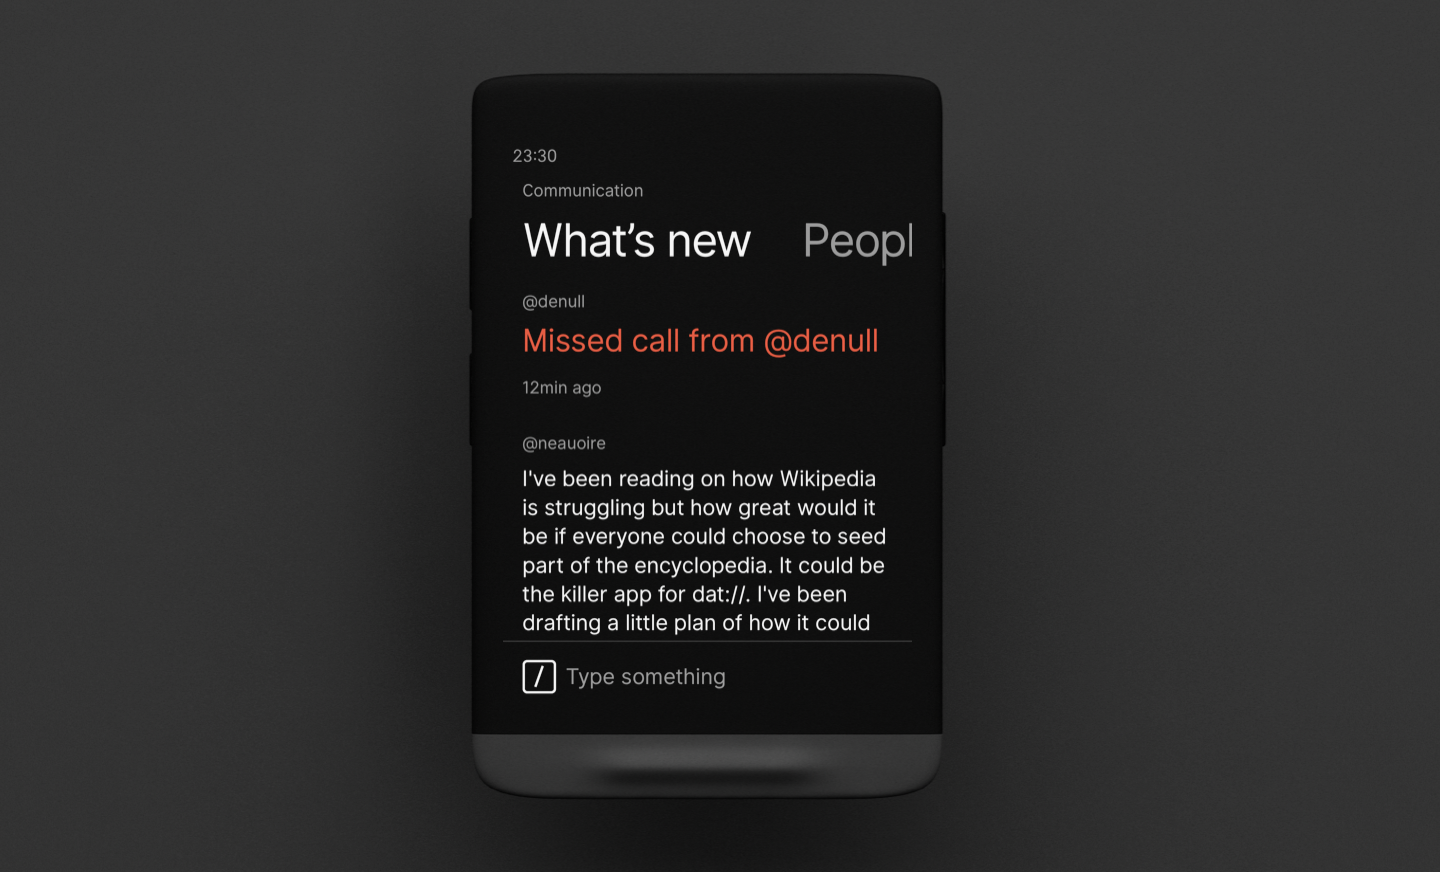 23:30
Communication
What’s new Peopl
@denull
Missed call from @denull
12min ago
@neauoire
I've been reading on how Wikipedia
is struggling but how great would it
be if everyone could choose to seed
part of the encyclopedia. It could be
the killer app for dat://. I've been
drafting a little plan of how it could
/ Type something